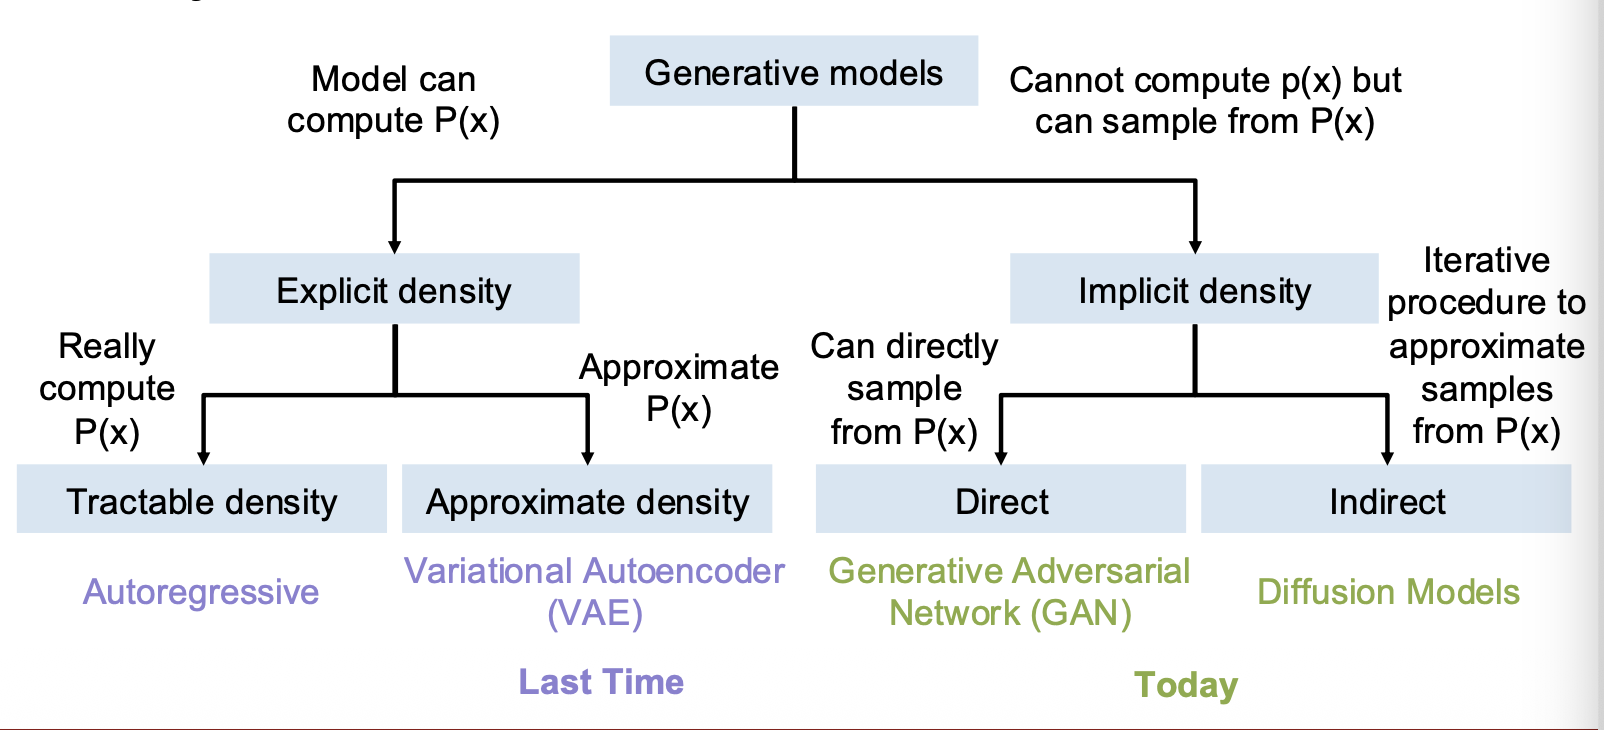 Generative models
Model can
compute P(x)
Cannot compute p(x) but
can sample from P(x)
Explicit density
Implicit density
Really
compute
P(x)
Approximate
P(x)
Can directly
sample
from P(x)
Iterative
procedure to
approximate
samples
from P(x)
Tractable density
Approximate density
Direct
Indirect
Autoregressive
Variational Autoencoder
(VAE)
Generative Adversarial
Network (GAN)
Diffusion Models
Last Time
Today